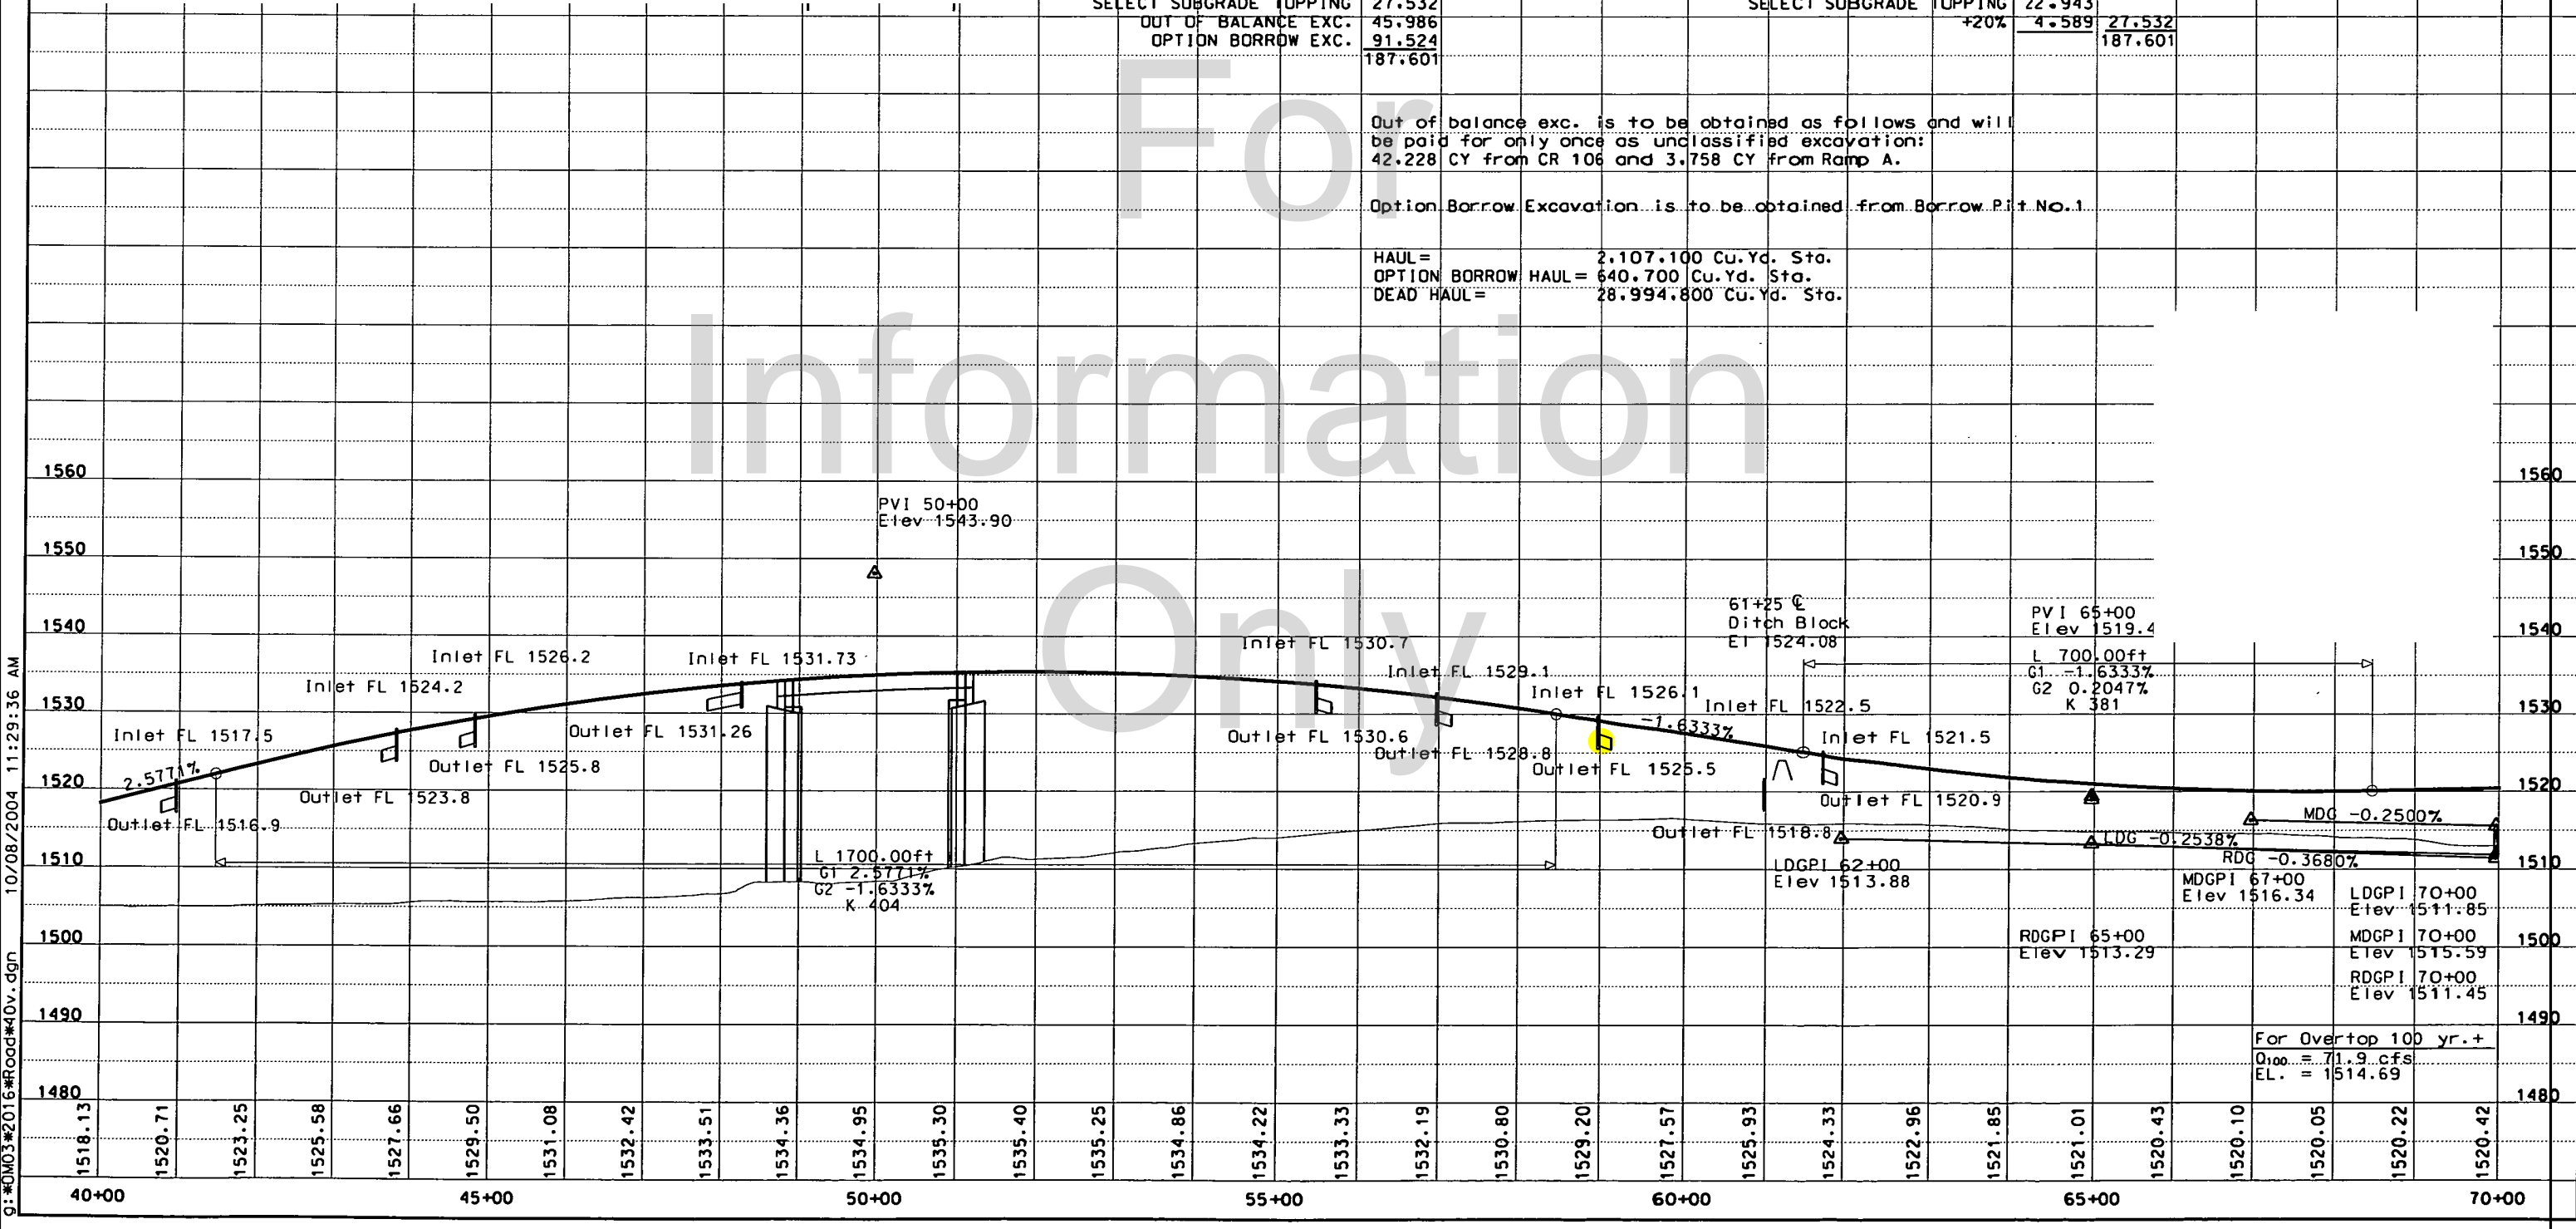 SELECT SUBGRADE TOPPING 27.532
OUT OF BALANCE EXC. 45.986
OPTION BORROW EXC. 91.524
187.601
SELECT SUBGRADE TOPPING 22.943
+20% 4.589 27.532
187.601
For
Information
Only
Out of balance exc. is to be obtained as follows and will
be paid for only once as unclassified excavation:
42.228 CY from CR 106 and 3.758 CY from Ramp A.
Option Borrow Excavation is to be obtained from Borrow Pit No.1
HAUL= 2.107.100 Cu.Yd. Sta.
OPTION BORROW HAUL= 640.700 Cu.Yd. Sta.
DEAD HAUL= 28.994.800 Cu.Yd. Sta.
1560
1550
1540
1530
1520
1510
1500
1490
1480
1560
1550
1540
1530
1520
1510
1500
1490
1480
PVI 50+00
Elev 1543.90
Inlet FL 1517.5
2.5771%
Outlet FL 1516.9
Inlet FL 1524.2
Outlet FL 1523.8
Inlet FL 1526.2
Outlet FL 1525.8
Inlet FL 1531.73
Outlet FL 1531.26
L 1700.00ft
G1 2.5771%
G2 -1.6333%
K 404
Inlet FL 1530.7
Outlet FL 1530.6
Inlet FL 1529.1
Outlet FL 1528.8
Inlet FL 1526.1
Outlet FL 1525.5
-1.6333%
Inlet FL 1522.5
Outlet FL 1518.8
61+25 ℄
Ditch Block
El 1524.08
Inlet FL 1521.5
Outlet FL 1520.9
PVI 65+00
Elev 1519.4
L 700.00ft
G1 -1.6333%
G2 0.2047%
K 381
MDG -0.2500%
LDG -0.2538%
RDG -0.3680%
LDGPI 62+00
Elev 1513.88
MDGPI 67+00
Elev 1516.34
LDGPI 70+00
Elev 1511.85
RDGPI 65+00
Elev 1513.29
MDGPI 70+00
Elev 1515.59
RDGPI 70+00
Elev 1511.45
For Overtop 100 yr.+
Q100 = 71.9 cfs
EL. = 1514.69
1518.13
1520.71
1523.25
1525.58
1527.66
1529.50
1531.08
1532.42
1533.51
1534.36
1534.95
1535.30
1535.40
1535.25
1534.86
1534.22
1533.33
1532.19
1530.80
1529.20
1527.57
1525.93
1524.33
1522.96
1521.85
1521.01
1520.43
1520.10
1520.05
1520.22
1520.42
40+00 45+00 50+00 55+00 60+00 65+00 70+00
10/08/2004 11:29:36 AM
g:*0M03*2016*Road*40v.dgn